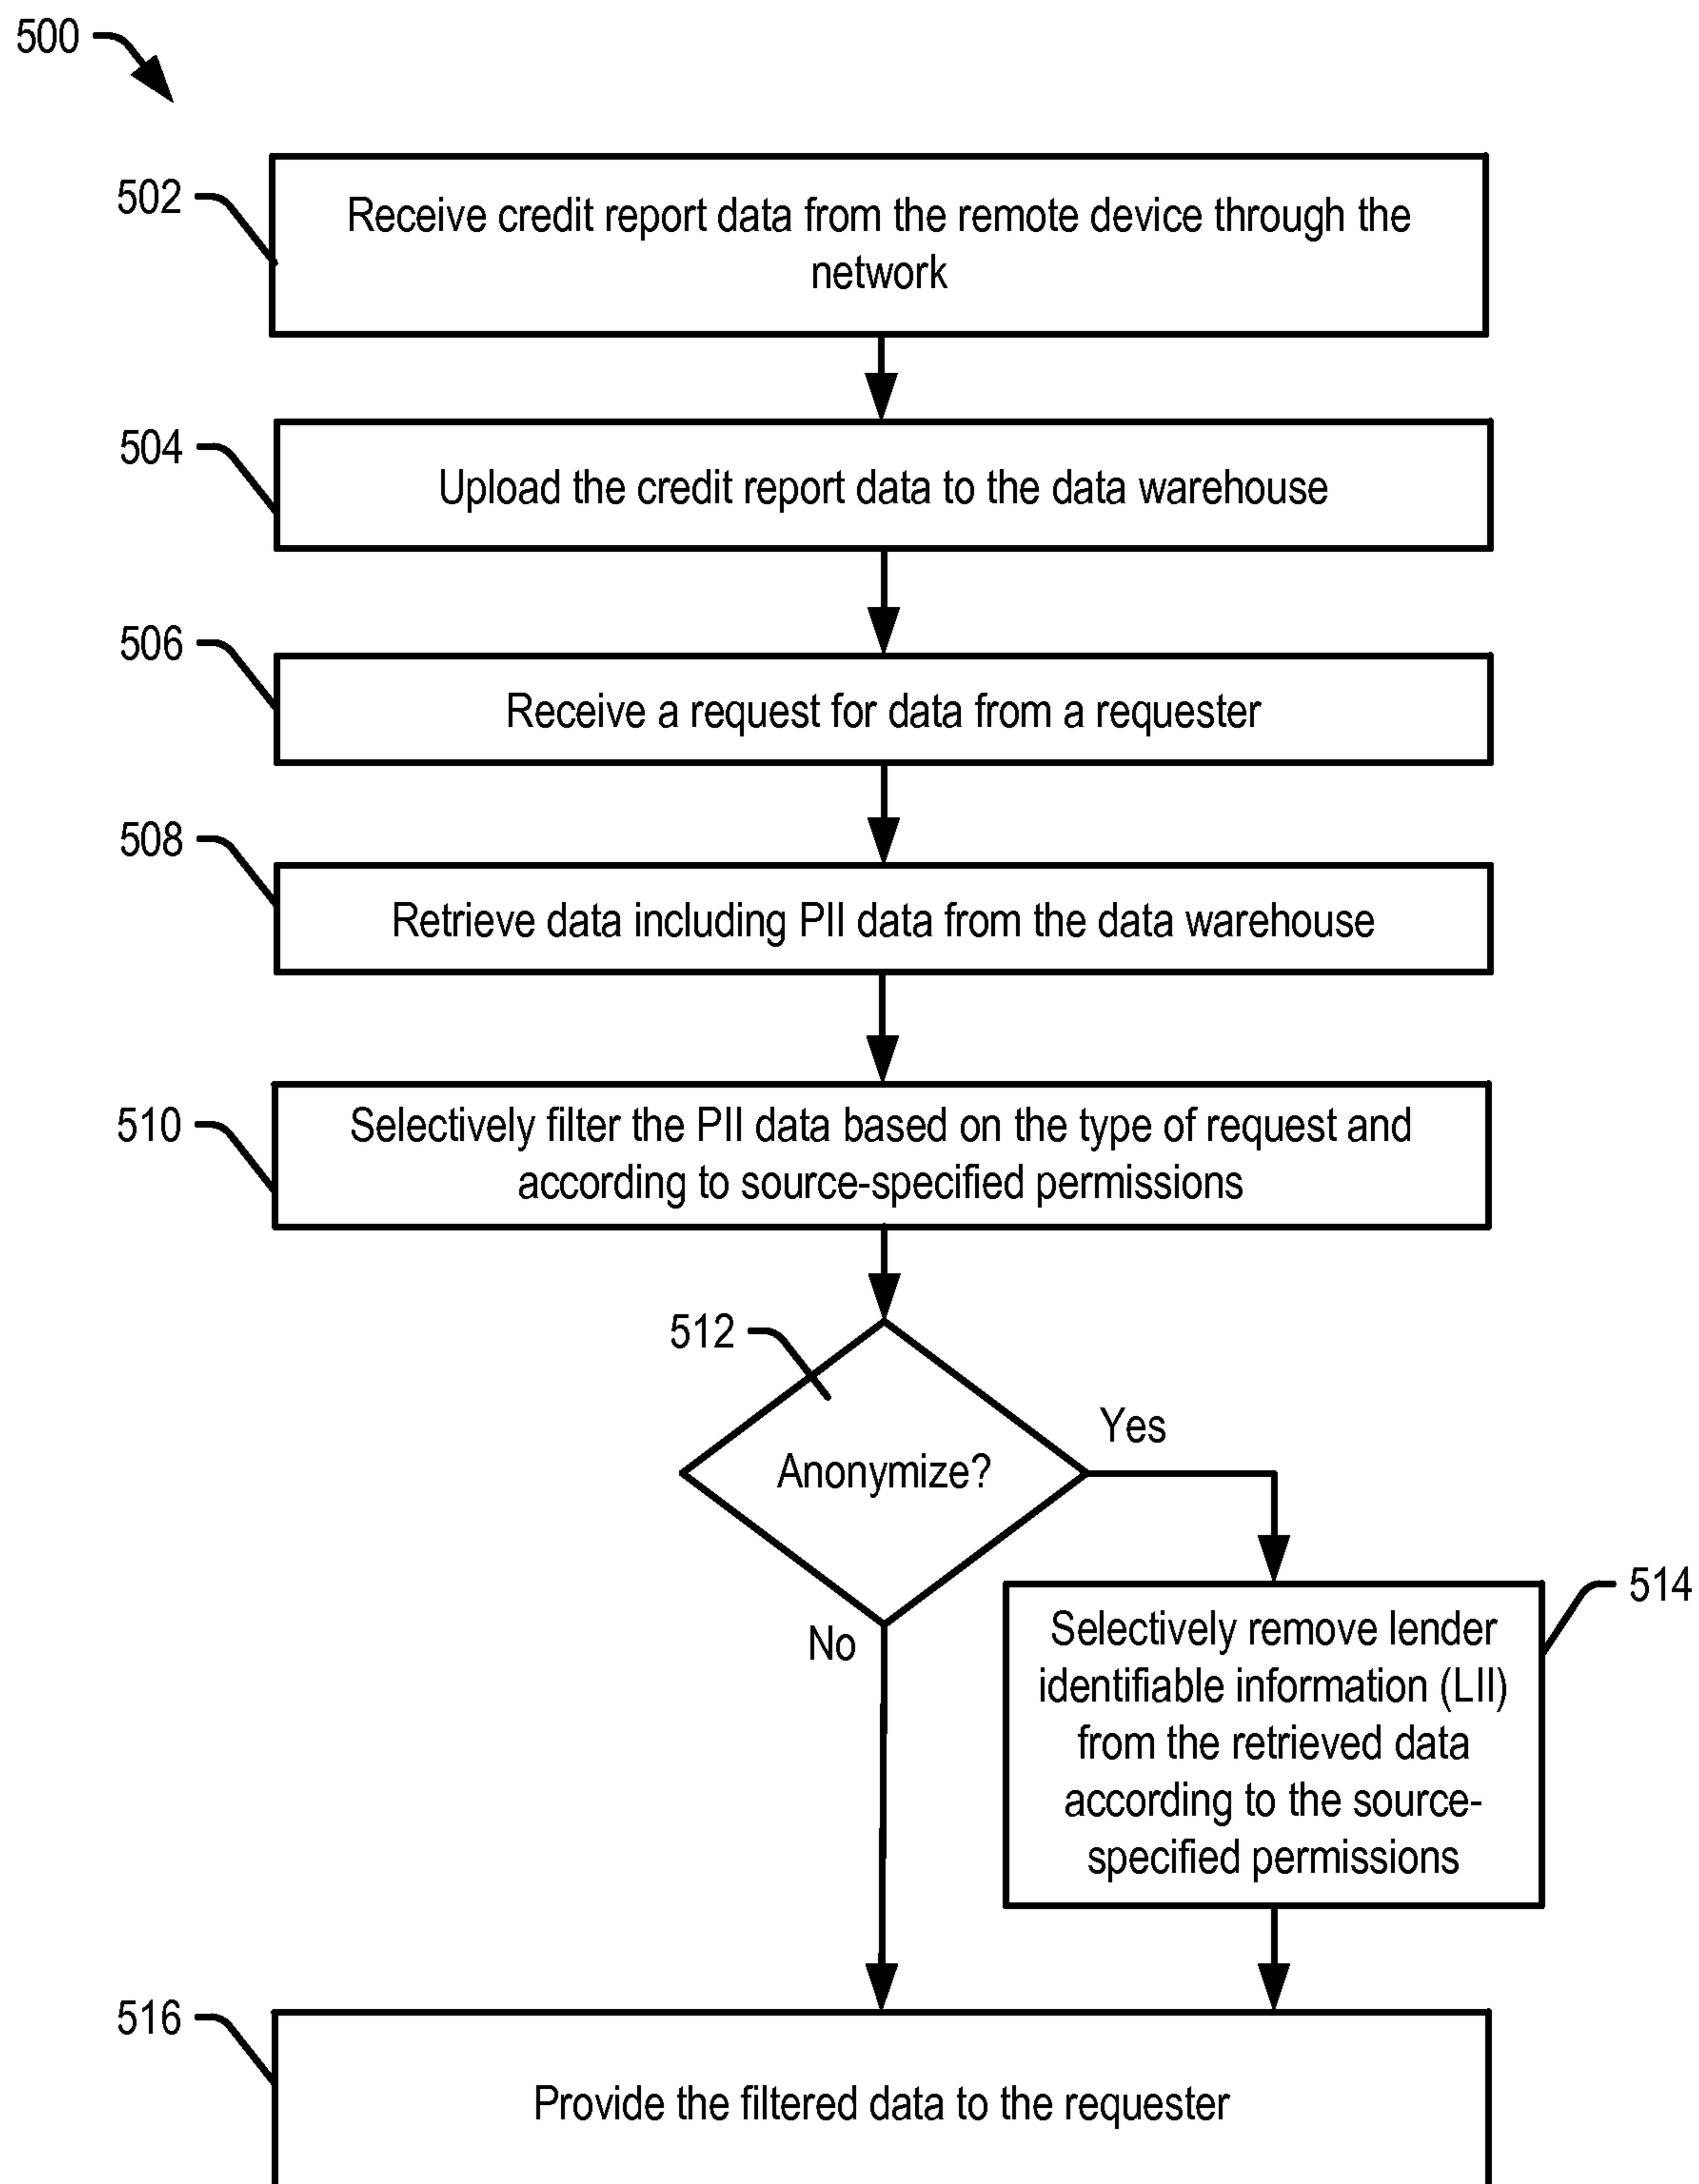 500
502
Receive credit report data from the remote device through the
network
504
Upload the credit report data to the data warehouse
506
Receive a request for data from a requester
508
Retrieve data including PII data from the data warehouse
510
Selectively filter the PII data based on the type of request and
according to source-specified permissions
512
Anonymize?
Yes
No
514
Selectively remove lender
identifiable information (LII)
from the retrieved data
according to the source-
specified permissions
516
Provide the filtered data to the requester